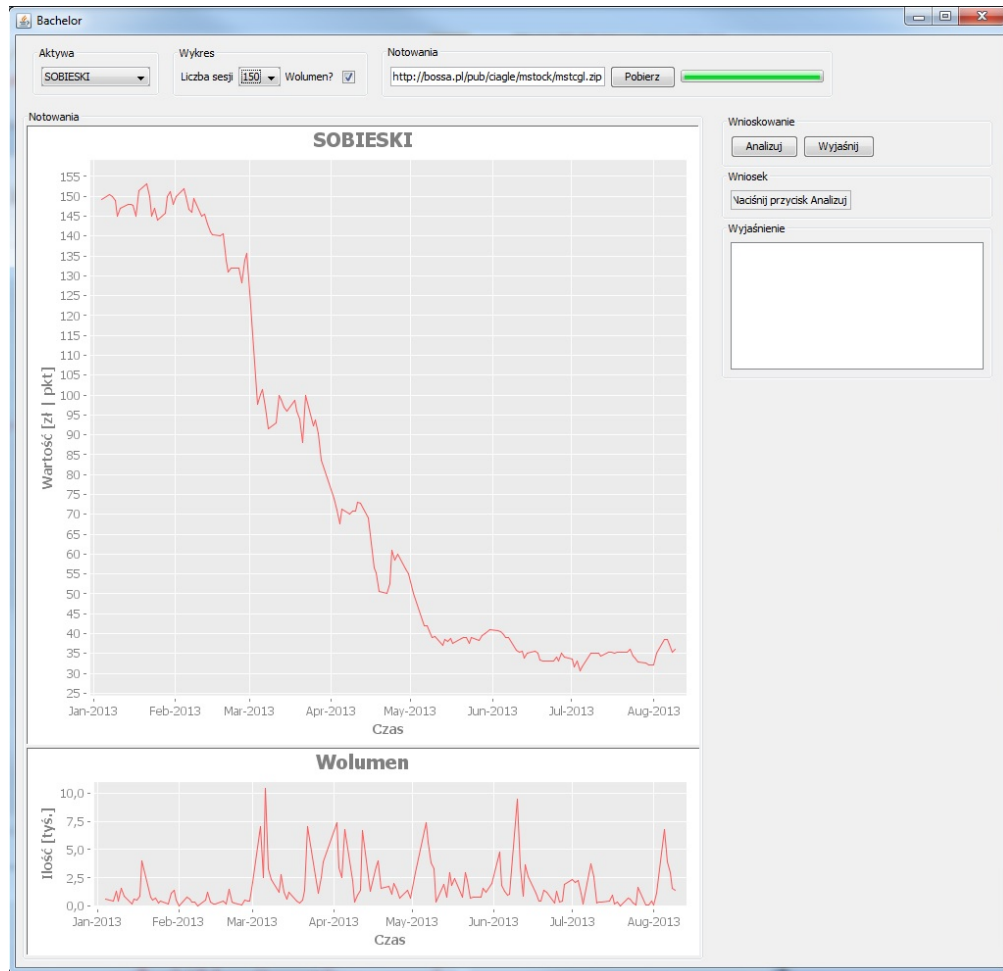 Bachelor
Aktywa
SOBIESKI
Wykres
Liczba sesji 150 Wolumen?
Notowania
http://bossa.pl/pub/ciagle/mstock/mstcgl.zip Pobierz
Notowania
SOBIESKI
Wartość [zł | pkt]
155
150
145
140
135
130
125
120
115
110
105
100
95
90
85
80
75
70
65
60
55
50
45
40
35
30
25
Jan-2013 Feb-2013 Mar-2013 Apr-2013 May-2013 Jun-2013 Jul-2013 Aug-2013
Czas
Wolumen
Ilość [tyś.]
10,0
7,5
5,0
2,5
0,0
Jan-2013 Feb-2013 Mar-2013 Apr-2013 May-2013 Jun-2013 Jul-2013 Aug-2013
Czas
Wnioskowanie
Analizuj Wyjaśnij
Wniosek
Naciśnij przycisk Analizuj
Wyjaśnienie